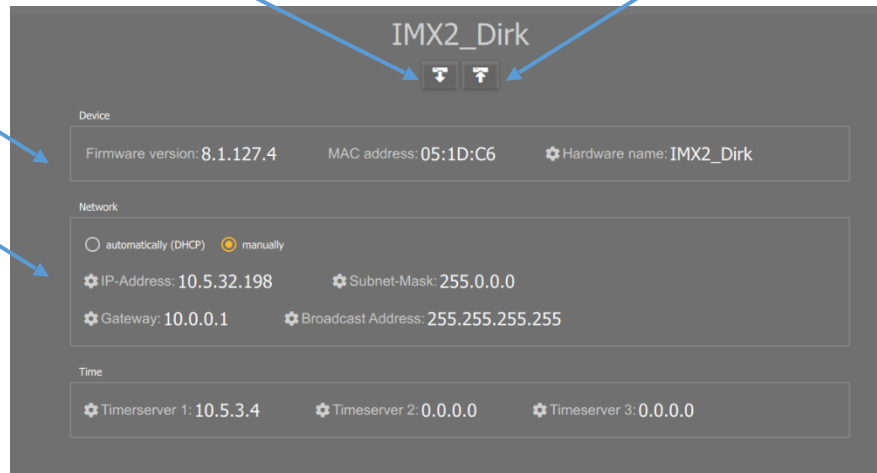 IMX2_Dirk
Device
Firmware version: 8.1.127.4 MAC address: 05:1D:C6 Hardware name: IMX2_Dirk
Network
automatically (DHCP) manually
IP-Address: 10.5.32.198 Subnet-Mask: 255.0.0.0
Gateway: 10.0.0.1 Broadcast Address: 255.255.255.255
Time
Timerserver 1: 10.5.3.4 Timeserver 2: 0.0.0.0 Timeserver 3: 0.0.0.0